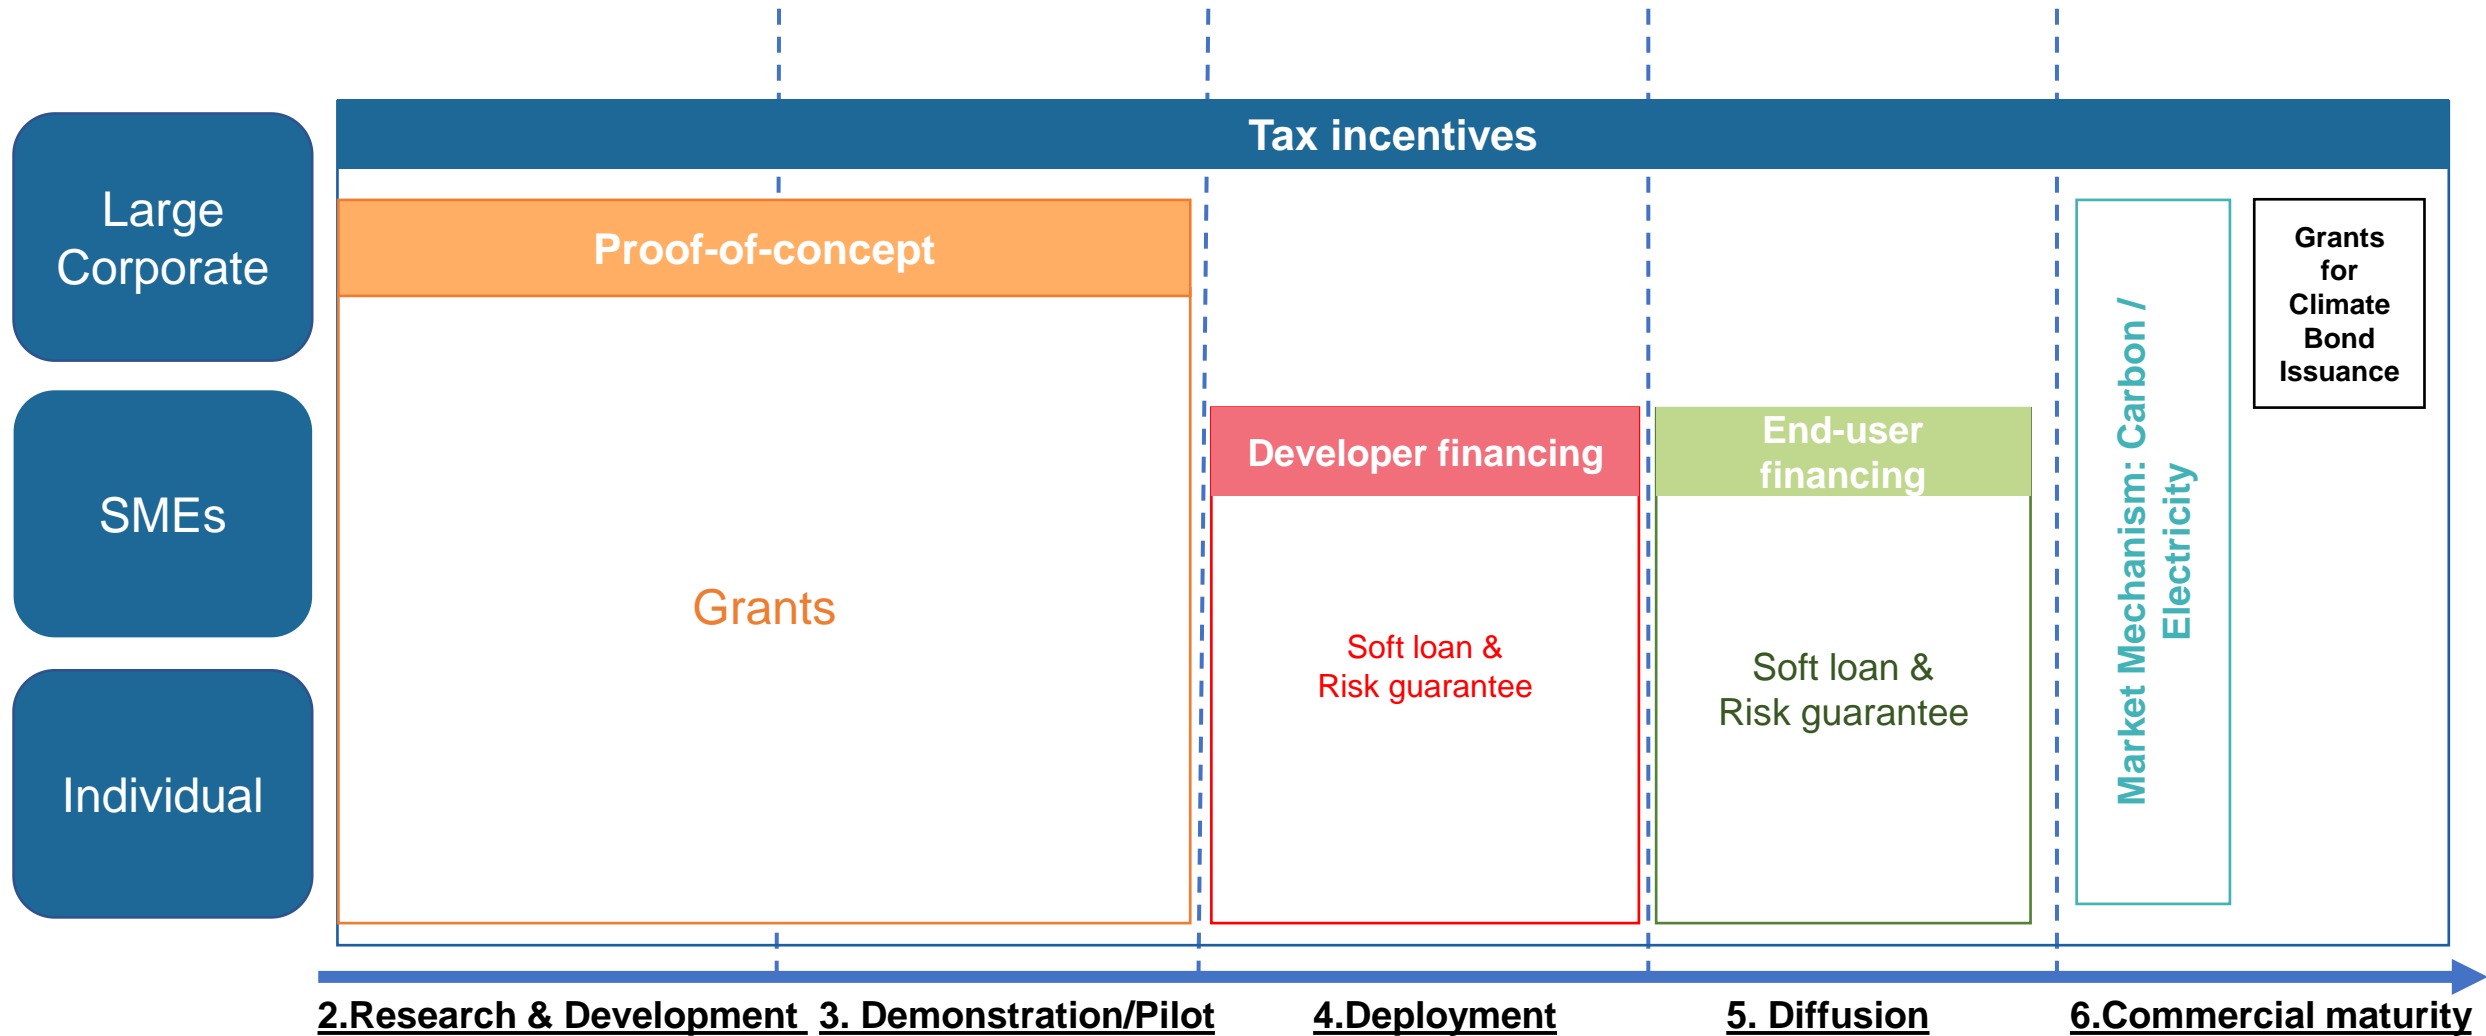 Tax incentives
Large
Corporate
SMEs
Individual
Proof-of-concept
Grants
Developer financing
Soft loan &
Risk guarantee
End-user
financing
Soft loan &
Risk guarantee
Market Mechanism: Carbon /
Electricity
Grants
for
Climate
Bond
Issuance
2.Research & Development
3. Demonstration/Pilot
4.Deployment
5. Diffusion
6.Commercial maturity